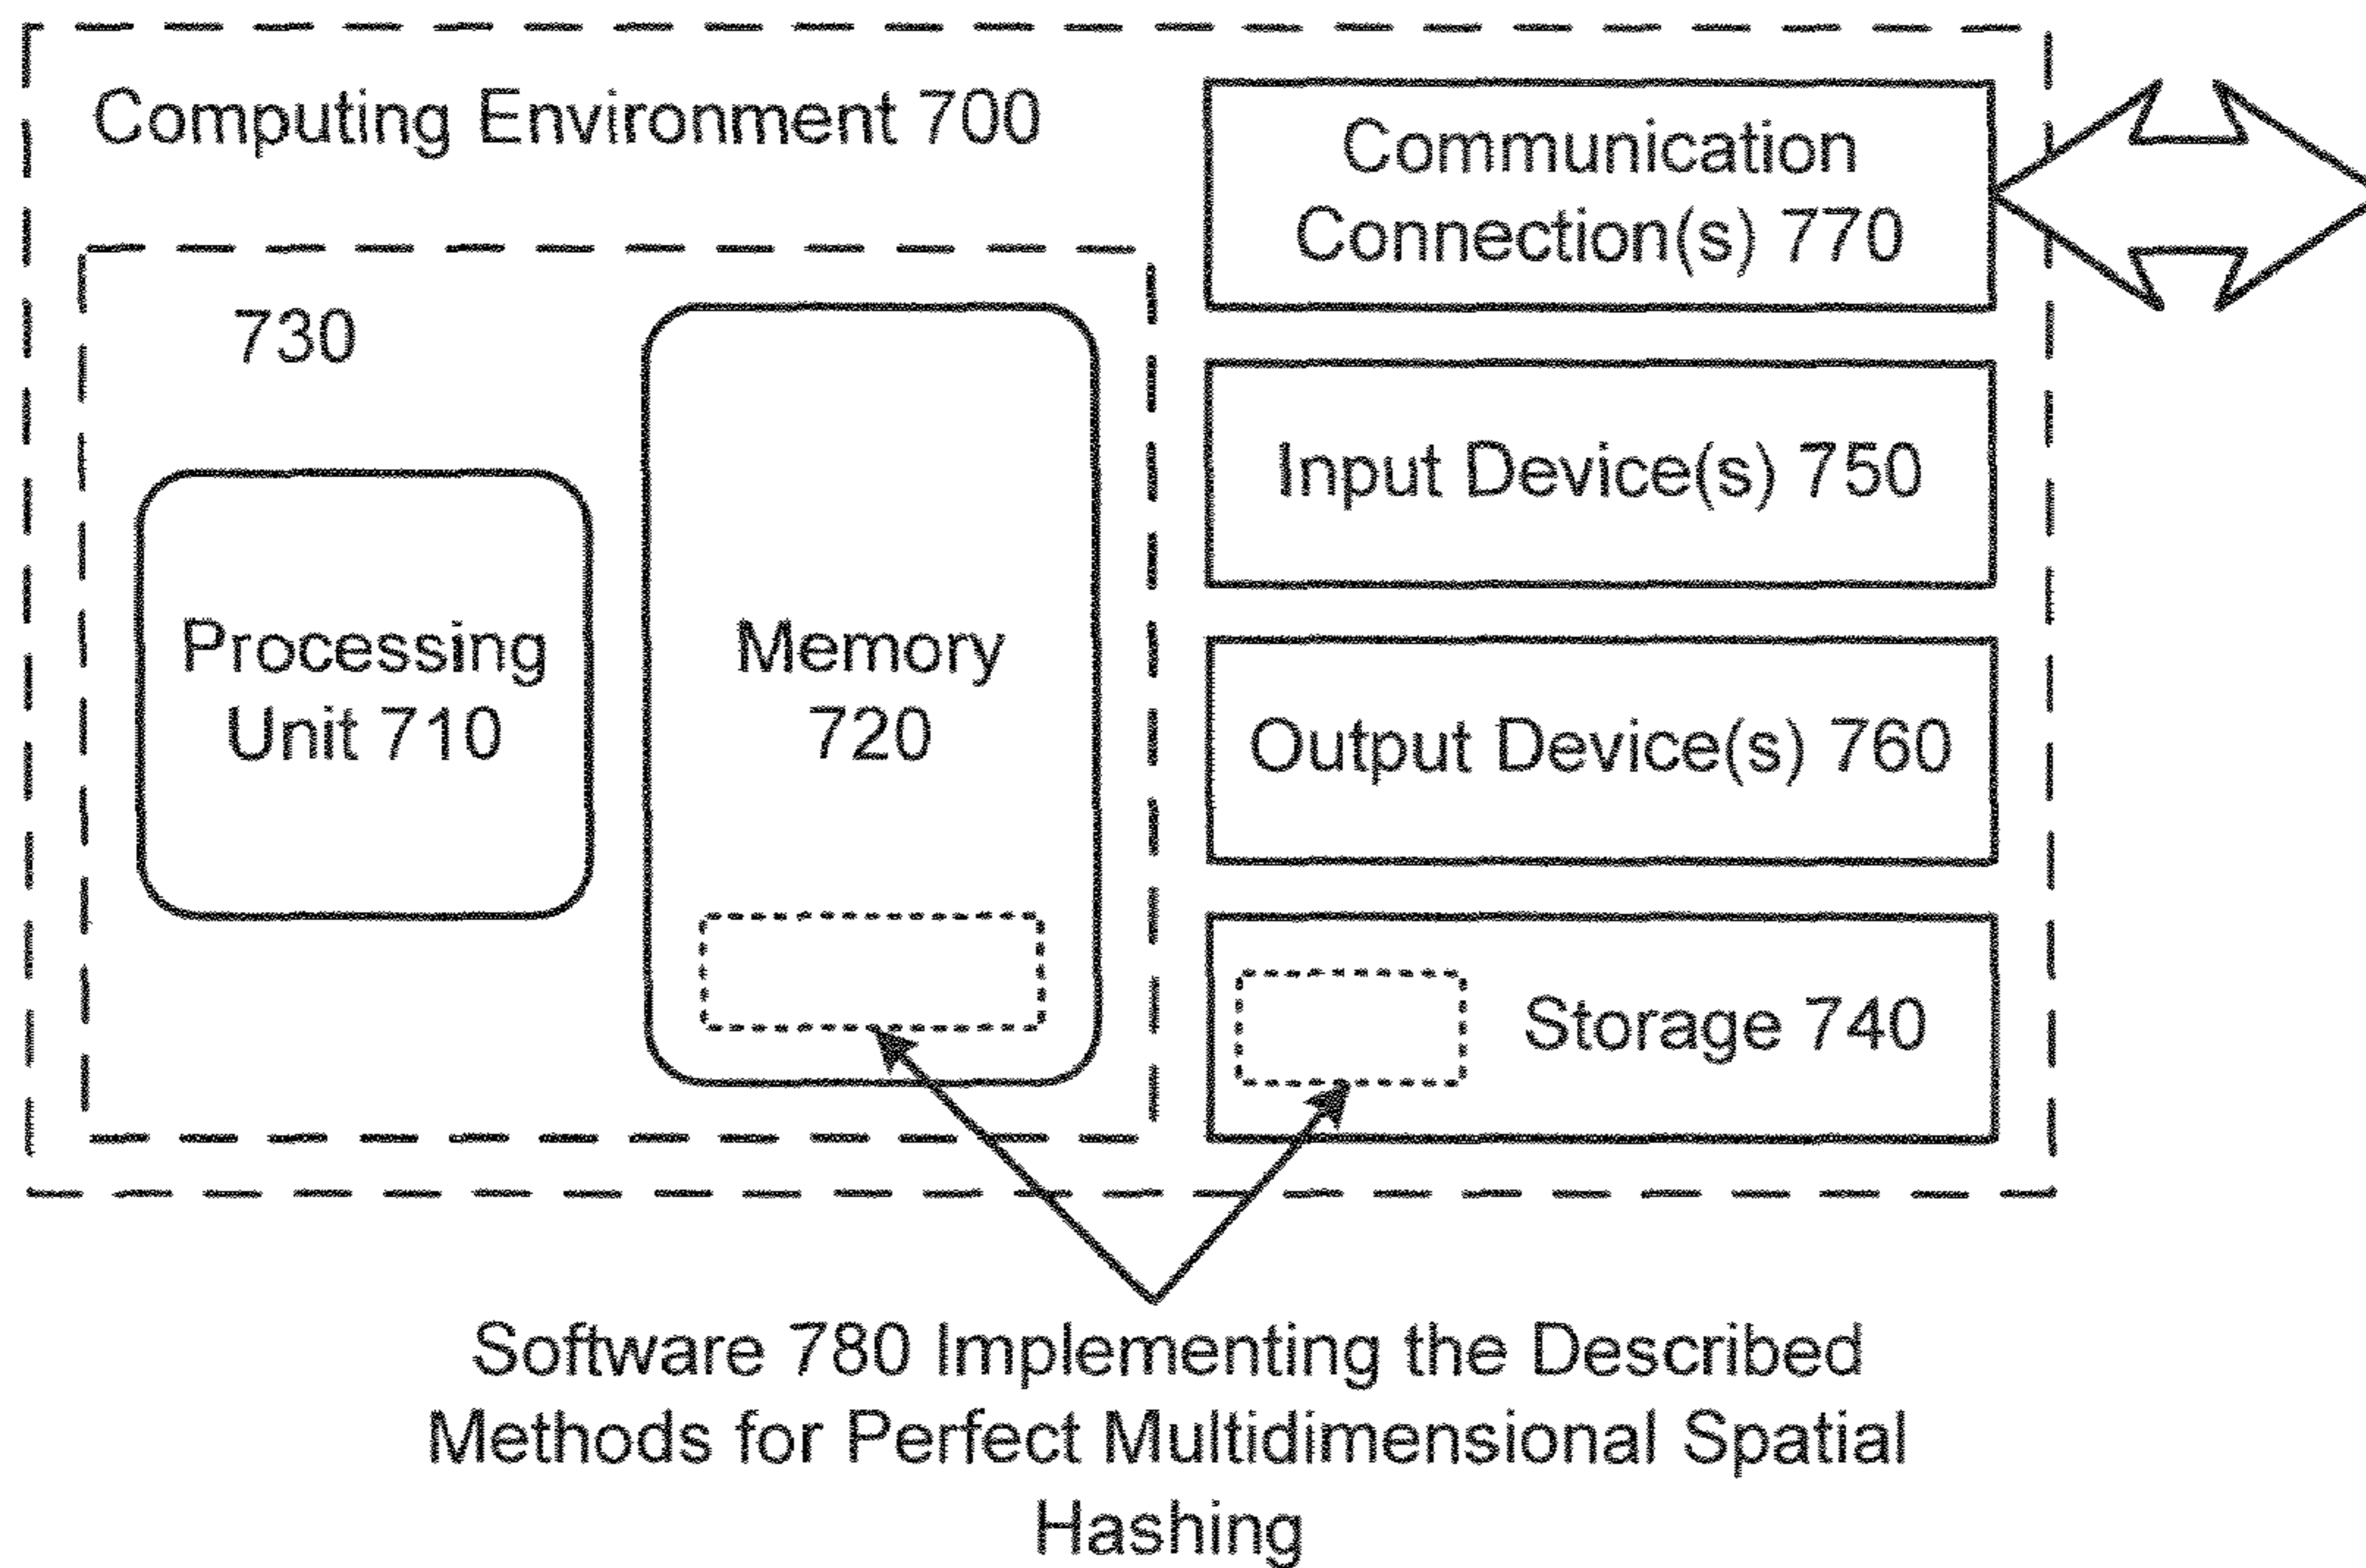 Computing Environment 700
Communication
Connection(s) 770
730
Input Device(s) 750
Processing
Unit 710
Memory
720
Output Device(s) 760
Storage 740
Software 780 Implementing the Described
Methods for Perfect Multidimensional Spatial
Hashing